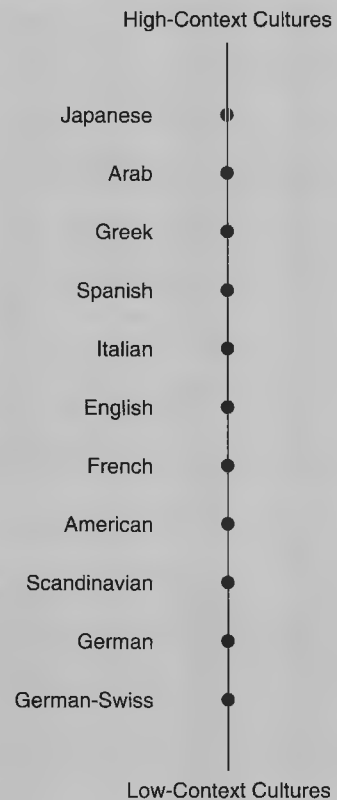 High-Context Cultures
Japanese
Arab
Greek
Spanish
Italian
English
French
American
Scandinavian
German
German-Swiss
Low-Context Cultures